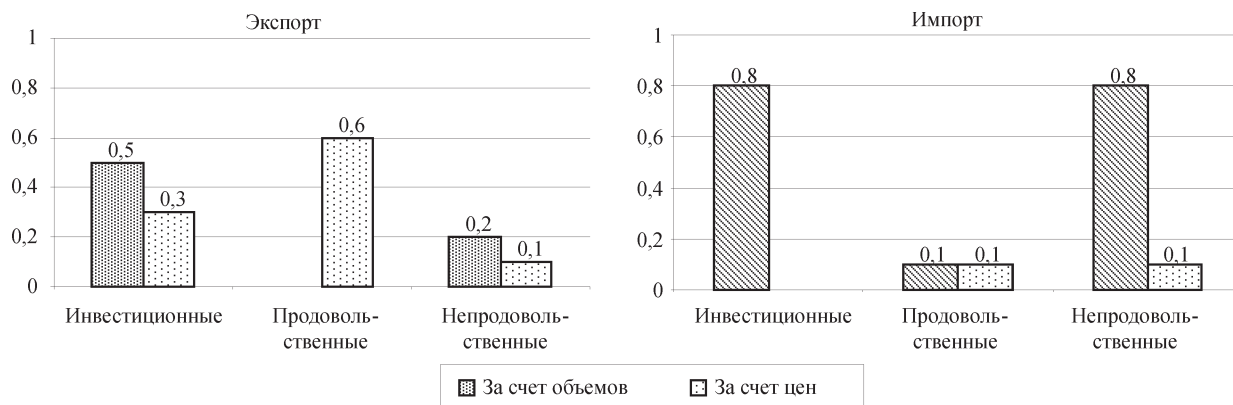 Экспорт
1
0,8
0,6
0,4
0,2
0
0,5
0,3
0,6
0,2
0,1
Инвестиционные
Продоволь-
ственные
Непродоволь-
ственные
Импорт
1
0,8
0,6
0,4
0,2
0
0,8
0,1
0,1
0,8
0,1
Инвестиционные
Продоволь-
ственные
Непродоволь-
ственные
За счет объемов
За счет цен